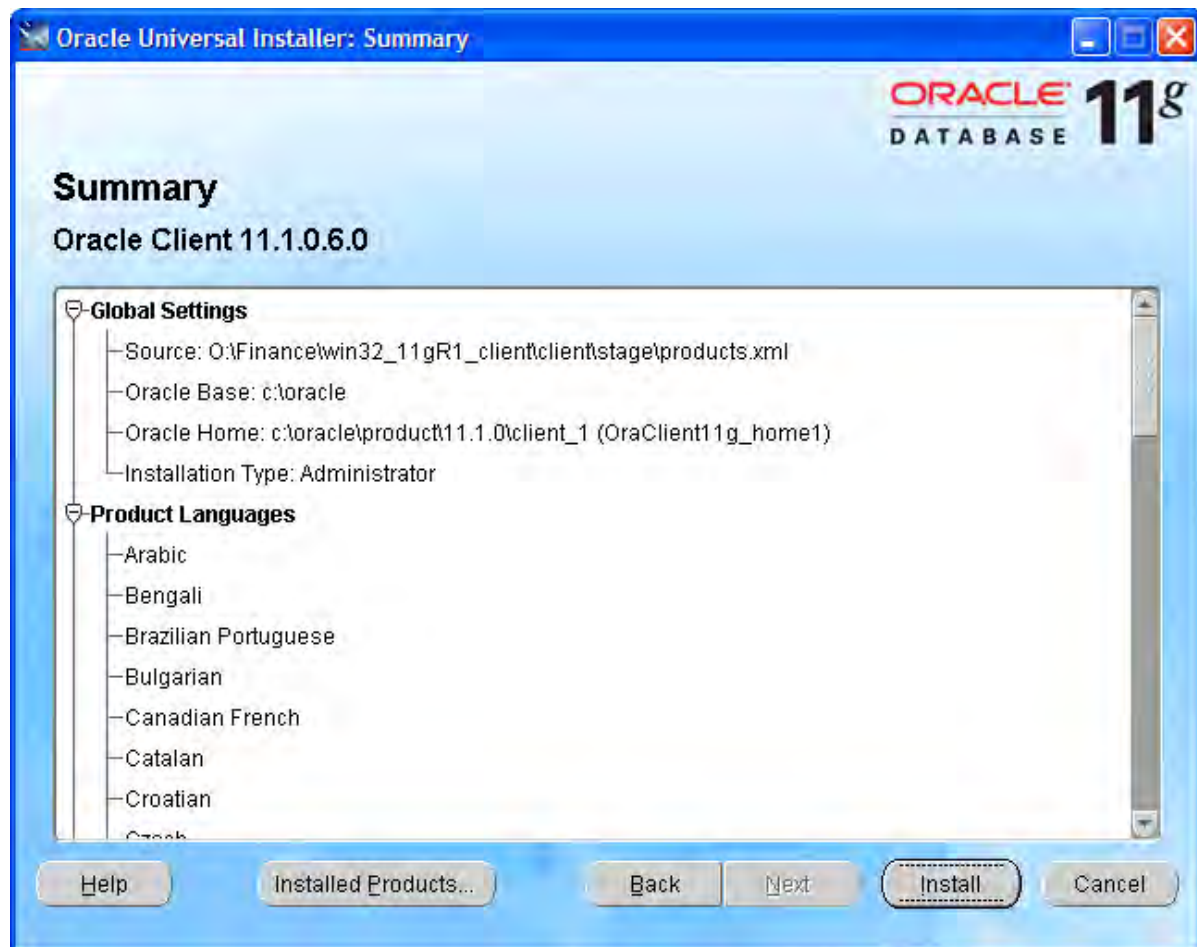 Oracle Universal Installer: Summary
ORACLE 11g
DATABASE
Summary
Oracle Client 11.1.0.6.0
Global Settings
Source: O:\Finance\win32_11gR1_client\client\stage\products.xml
Oracle Base: c:\oracle
Oracle Home: c:\oracle\product\11.1.0\client_1 (OraClient11g_home1)
Installation Type: Administrator
Product Languages
Arabic
Bengali
Brazilian Portuguese
Bulgarian
Canadian French
Catalan
Croatian
Czech
Help Installed Products... Back Next Install Cancel